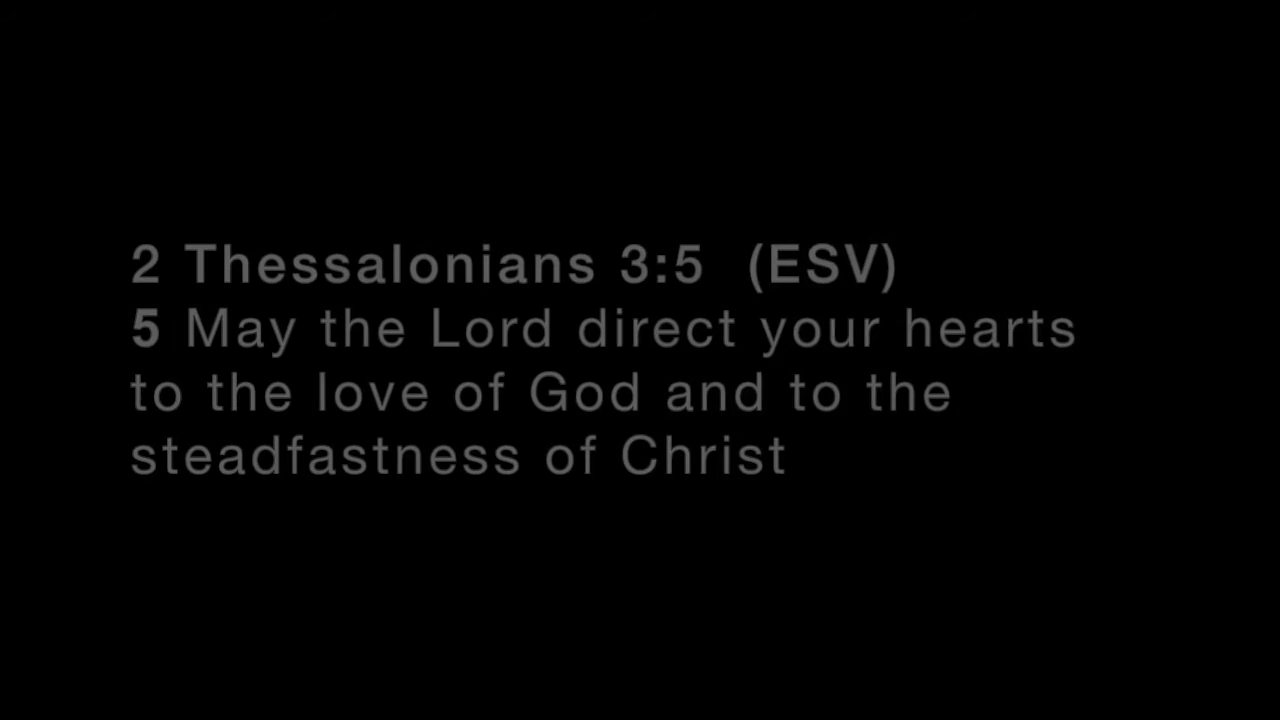 2 Thessalonians 3:5  (ESV)
5 May the Lord direct your hearts
to the love of God and to the
steadfastness of Christ